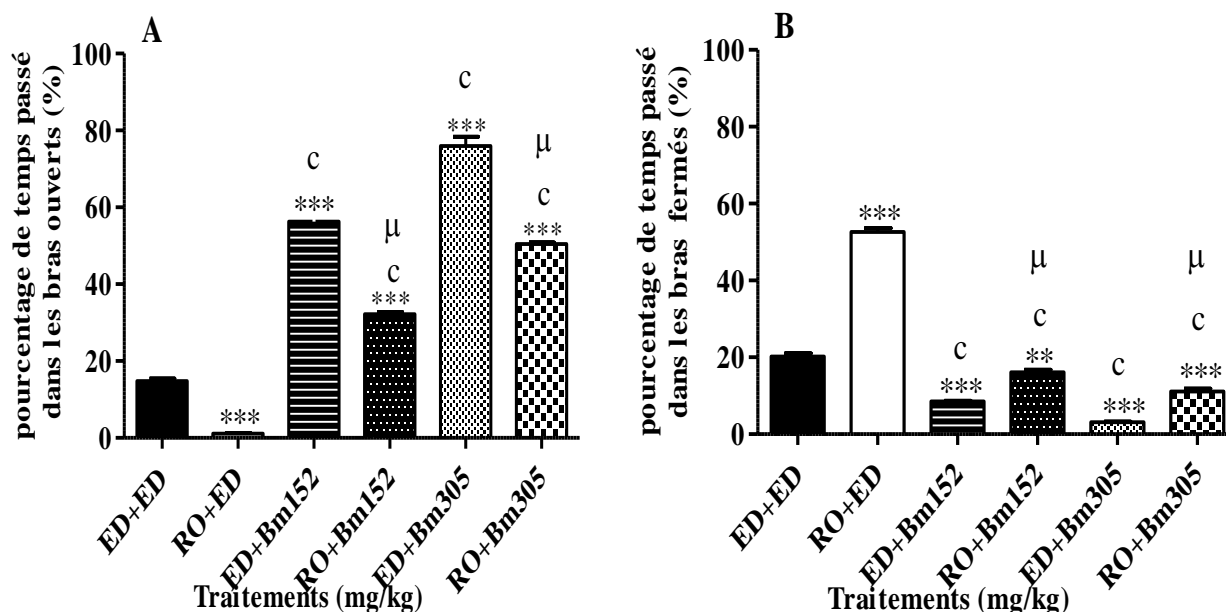 A
pourcentage de temps passé
dans les bras ouverts (%)
100
80
60
40
20
0
***
c
***
μ
c
***
c
***
μ
c
***
ED+ED
RO+ED
ED+Bm152
RO+Bm152
ED+Bm305
RO+Bm305
Traitements (mg/kg)
B
pourcentage de temps passé
dans les bras fermés (%)
100
80
60
40
20
0
***
c
***
μ
c
**
c
***
μ
c
***
ED+ED
RO+ED
ED+Bm152
RO+Bm152
ED+Bm305
RO+Bm305
Traitements (mg/kg)